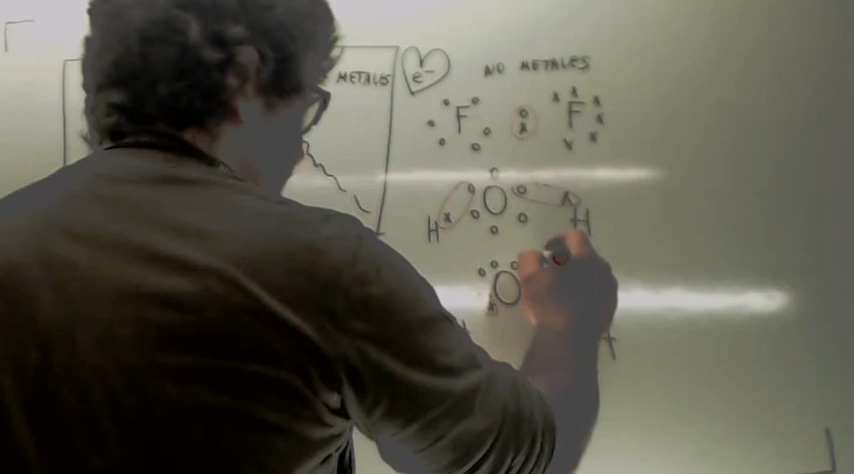 METALES e- NO METALES
F F
O
H H
O